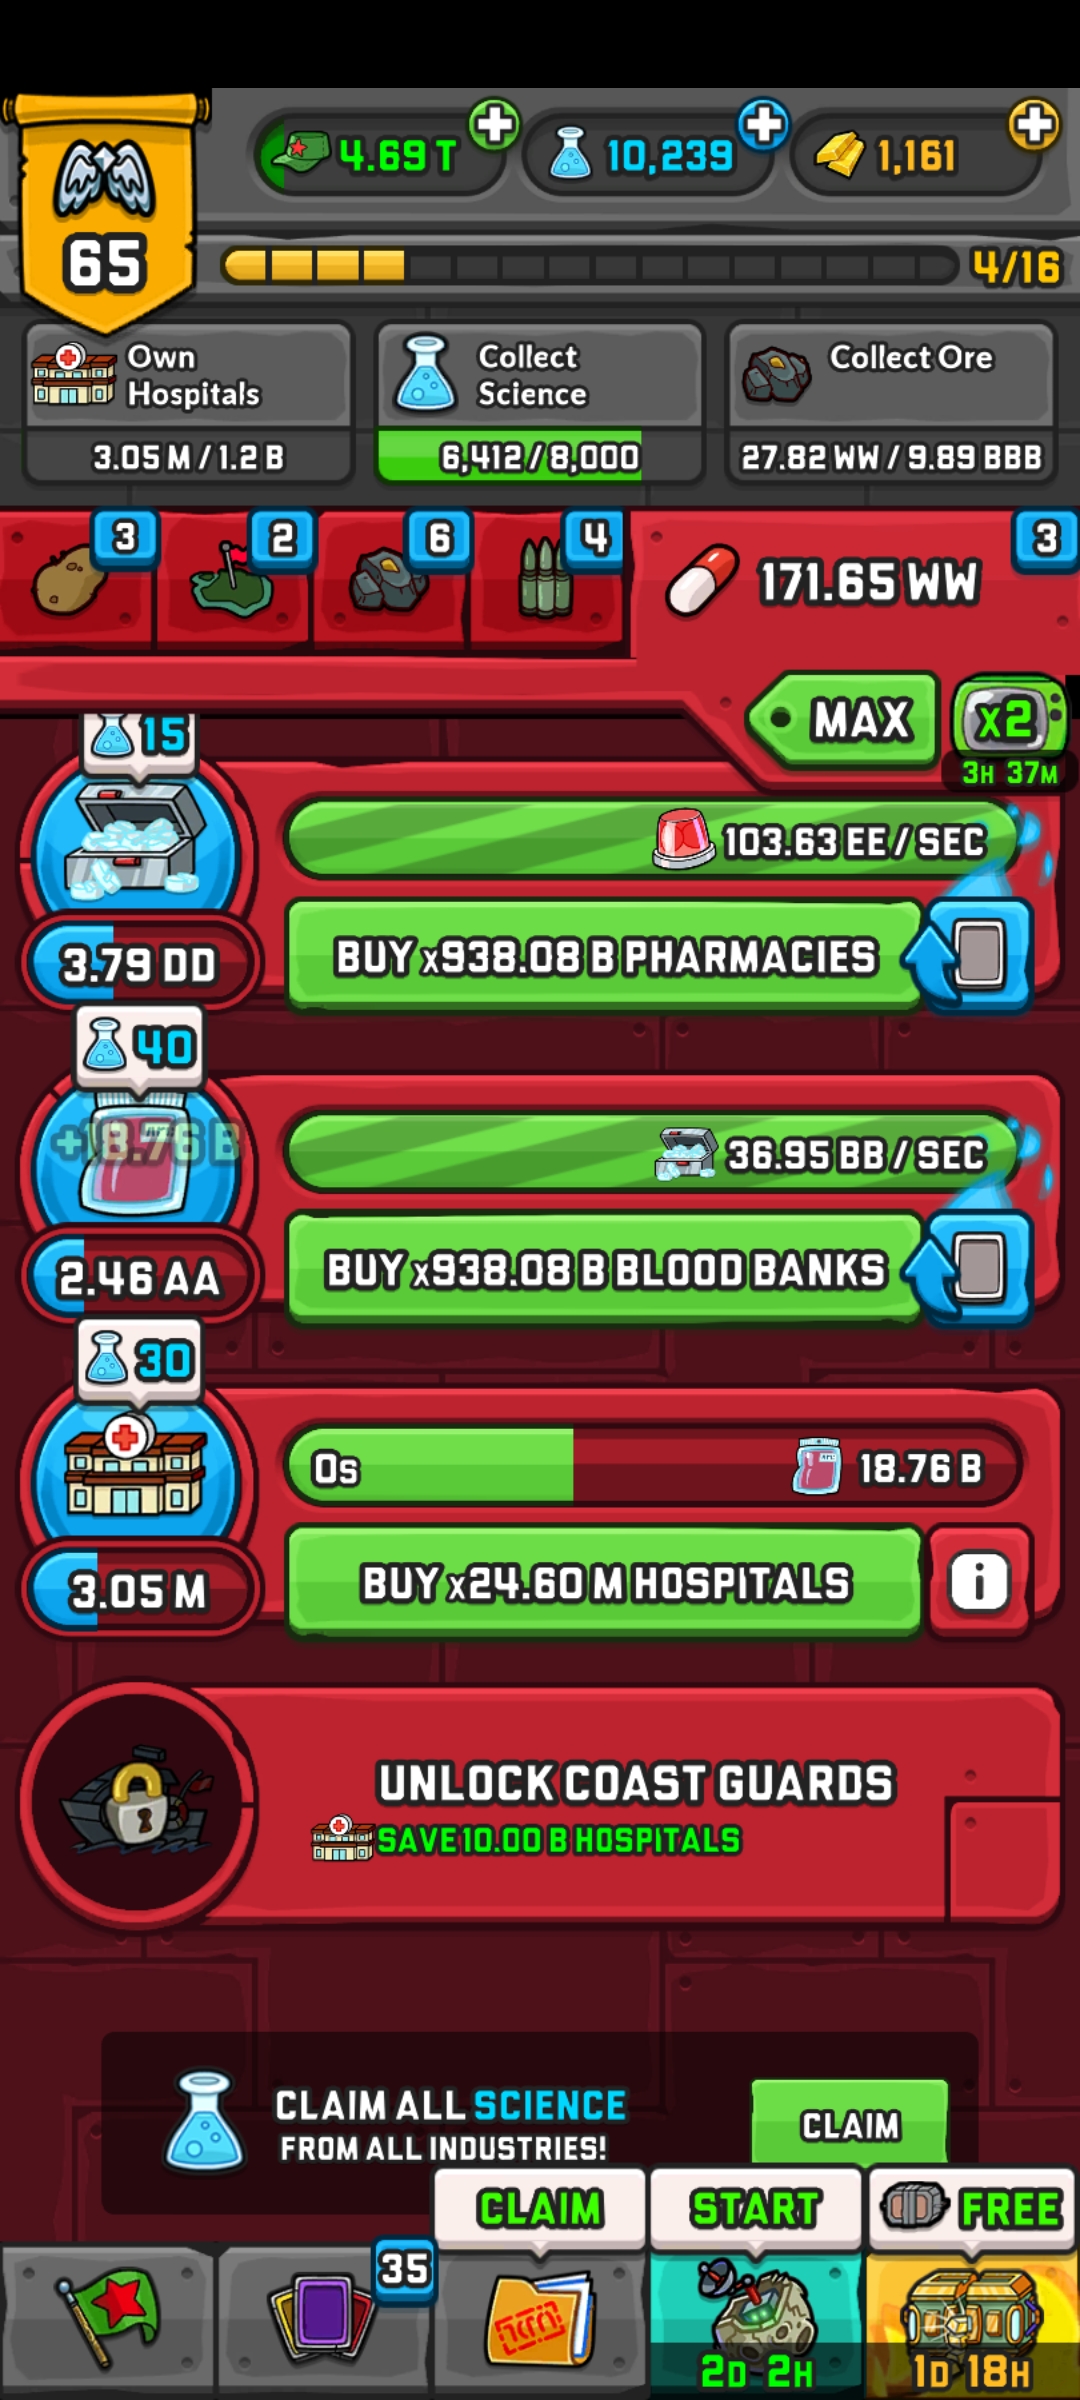 4.69 T
10,239
1,161
65
4/16
Own
Hospitals
3.05 M / 1.2 B
Collect
Science
6,412 / 8,000
Collect Ore
27.82 WW / 9.89 BBB
3
2
6
4
3
171.65 WW
MAX
x2
3H 37M
15
103.63 EE / SEC
3.79 DD
BUY x938.08 B PHARMACIES
40
+18.76 B
36.95 BB / SEC
2.46 AA
BUY x938.08 B BLOOD BANKS
30
0s
18.76 B
3.05 M
BUY x24.60 M HOSPITALS
i
UNLOCK COAST GUARDS
SAVE 10.00 B HOSPITALS
CLAIM ALL SCIENCE
FROM ALL INDUSTRIES!
CLAIM
CLAIM
START
FREE
35
2D 2H
1D 18H